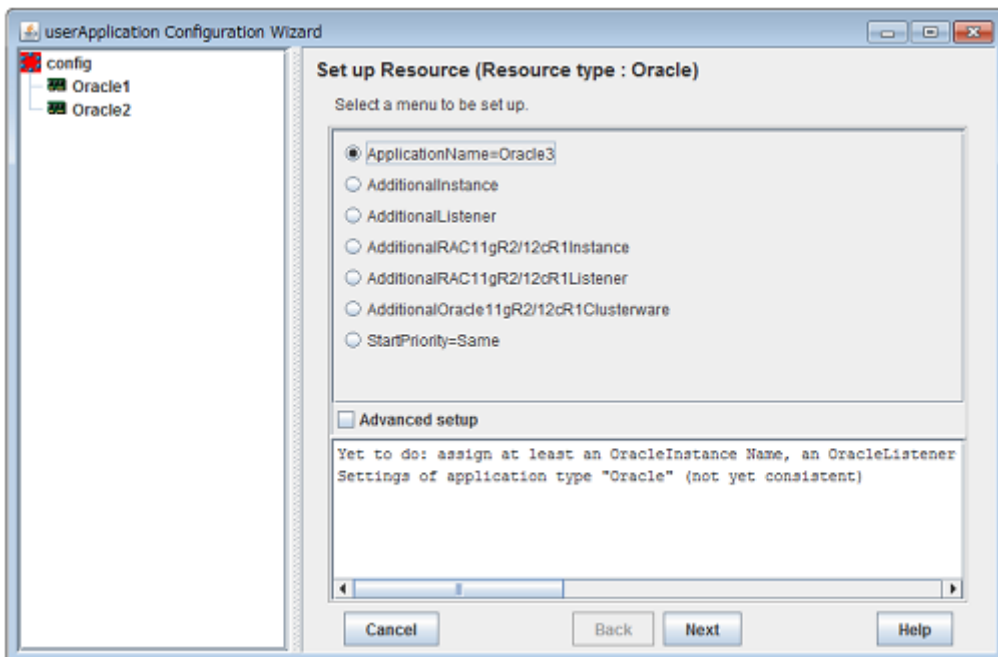 userApplication Configuration Wizard
config
Oracle1
Oracle2
Set up Resource (Resource type : Oracle)
Select a menu to be set up.
ApplicationName=Oracle3
AdditionalInstance
AdditionalListener
AdditionalRAC11gR2/12cR1Instance
AdditionalRAC11gR2/12cR1Listener
AdditionalOracle11gR2/12cR1Clusterware
StartPriority=Same
Advanced setup
Yet to do: assign at least an OracleInstance Name, an OracleListener
Settings of application type "Oracle" (not yet consistent)
Cancel Back Next Help